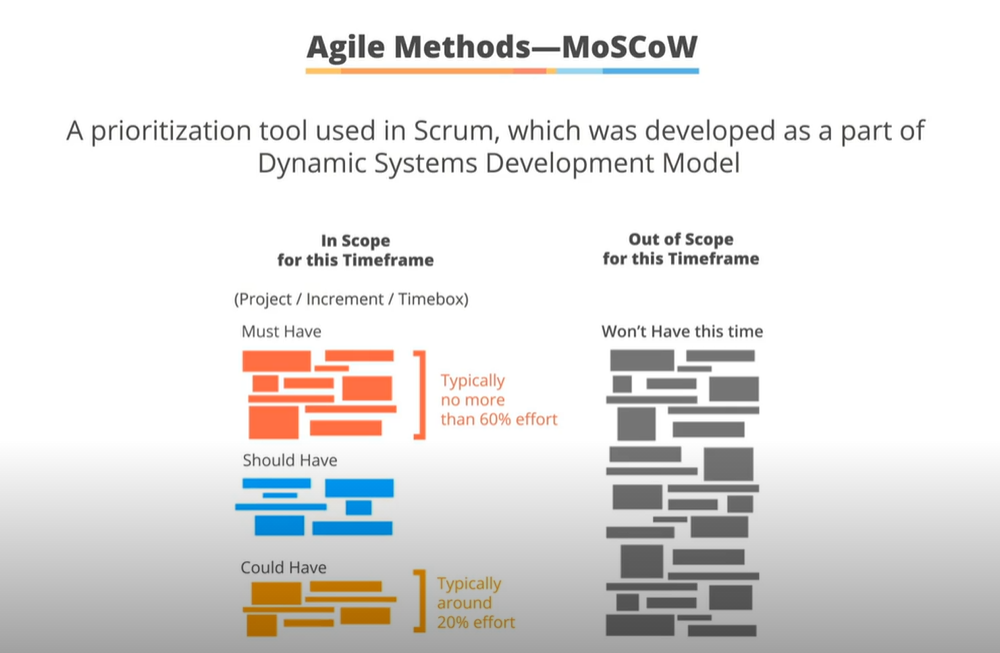 Agile Methods—MoSCoW
A prioritization tool used in Scrum, which was developed as a part of
Dynamic Systems Development Model
In Scope
for this Timeframe
(Project / Increment / Timebox)
Must Have
Typically
no more
than 60% effort
Should Have
Could Have
Typically
around
20% effort
Out of Scope
for this Timeframe
Won't Have this time